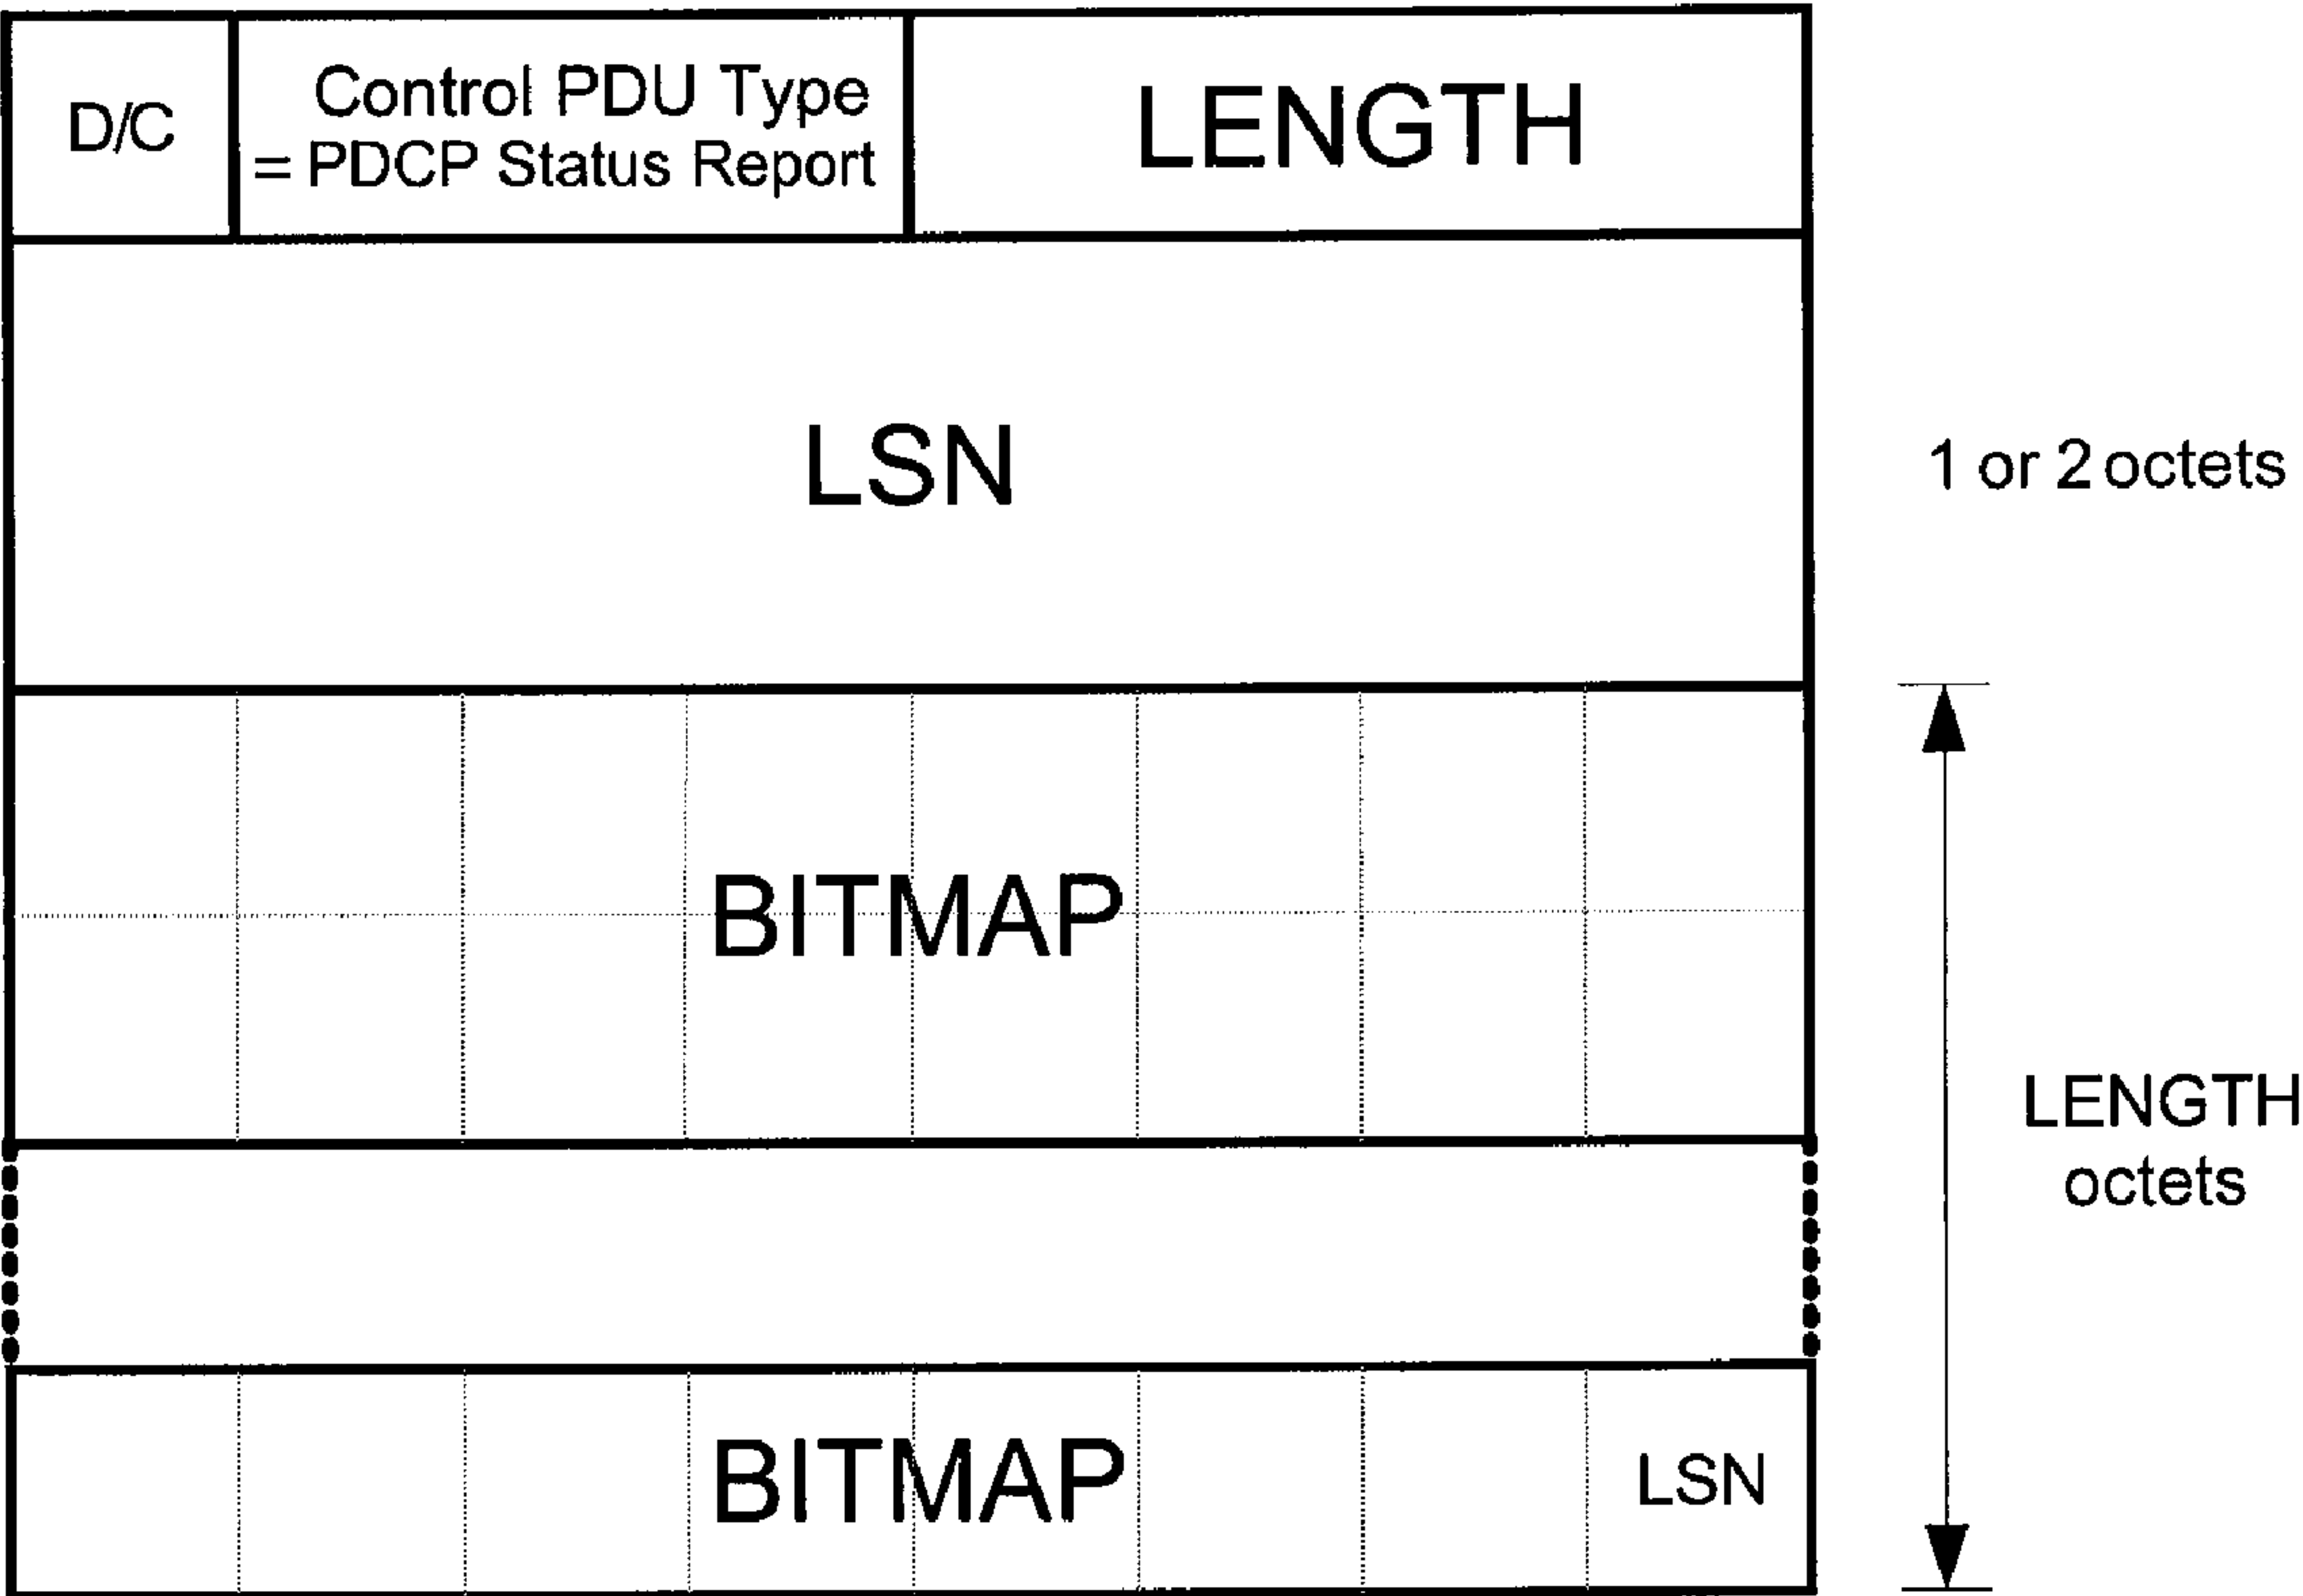 D/C
Control PDU Type
= PDCP Status Report
LENGTH
LSN
1 or 2 octets
BITMAP
LENGTH
octets
BITMAP
LSN